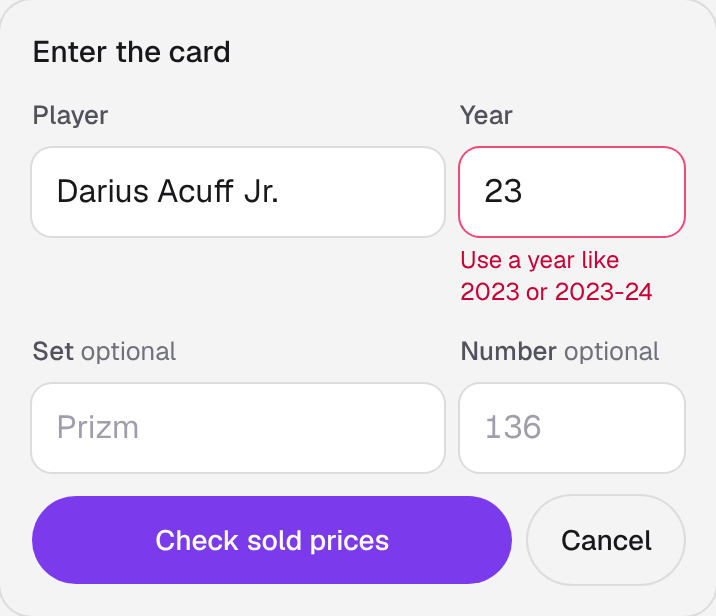 Enter the card
Player
Year
Darius Acuff Jr.
23
Use a year like
2023 or 2023-24
Set optional
Number optional
Prizm
136
Check sold prices
Cancel